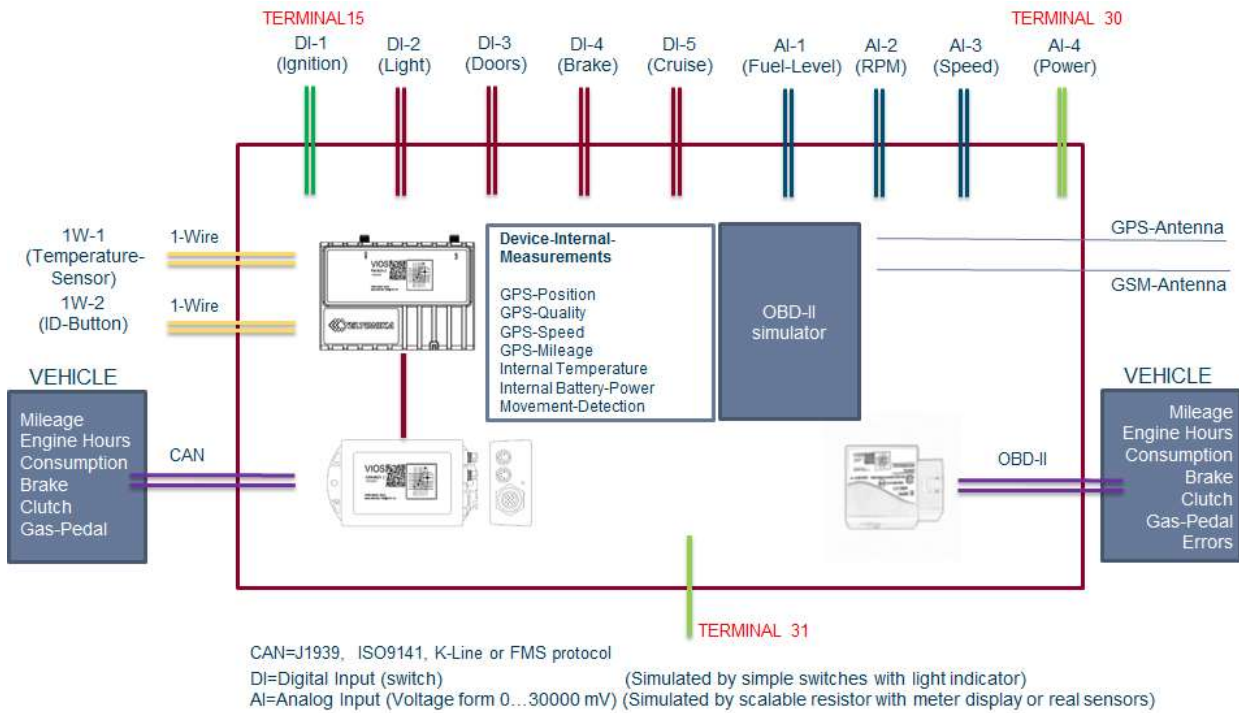 TERMINAL15
TERMINAL 30
DI-1
(Ignition)
DI-2
(Light)
DI-3
(Doors)
DI-4
(Brake)
DI-5
(Cruise)
AI-1
(Fuel-Level)
AI-2
(RPM)
AI-3
(Speed)
AI-4
(Power)
1W-1
(Temperature-
Sensor)
1-Wire
1W-2
(ID-Button)
1-Wire
VIOS
TELTONIKA
Device-Internal-
Measurements
GPS-Position
GPS-Quality
GPS-Speed
GPS-Mileage
Internal Temperature
Internal Battery-Power
Movement-Detection
OBD-II
simulator
GPS-Antenna
GSM-Antenna
VEHICLE
Mileage
Engine Hours
Consumption
Brake
Clutch
Gas-Pedal
CAN
VIOS
OBD-II
VEHICLE
Mileage
Engine Hours
Consumption
Brake
Clutch
Gas-Pedal
Errors
TERMINAL 31
CAN=J1939, ISO9141, K-Line or FMS protocol
DI=Digital Input (switch) (Simulated by simple switches with light indicator)
AI=Analog Input (Voltage form 0...30000 mV) (Simulated by scalable resistor with meter display or real sensors)